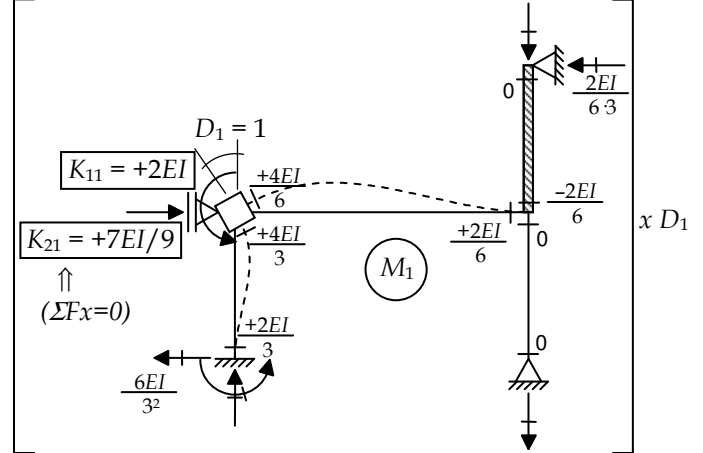 0
2EI
6·3
D₁ = 1
K₁₁ = +2EI
+4EI
6
–2EI
6
K₂₁ = +7EI/9
+4EI
3
+2EI
6
0
x D₁
⇑
M₁
(ΣFx=0)
+2EI
3
0
6EI
3²